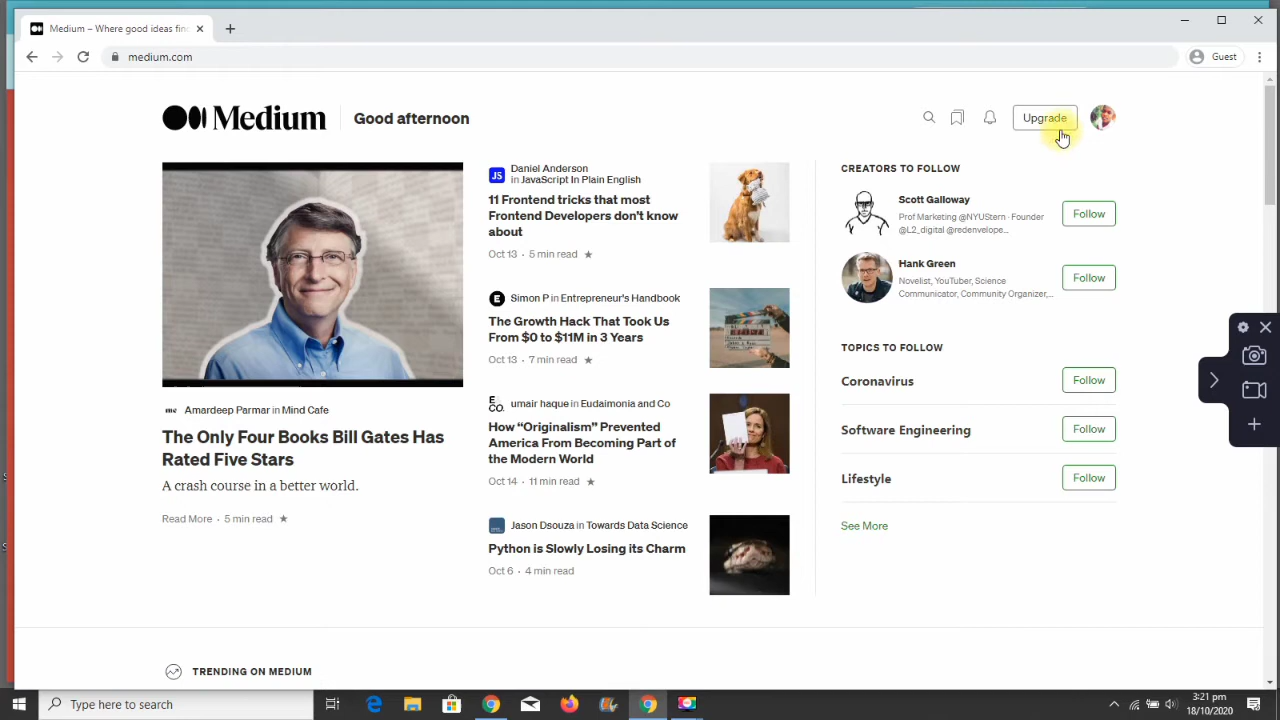 Medium – Where good ideas fin
medium.com
Guest
Medium
Good afternoon
Upgrade
Amardeep Parmar in Mind Cafe
The Only Four Books Bill Gates Has
Rated Five Stars
A crash course in a better world.
Read More · 5 min read ★
JS
Daniel Anderson
in JavaScript In Plain English
11 Frontend tricks that most
Frontend Developers don't know
about
Oct 13 · 5 min read ★
E
Simon P in Entrepreneur's Handbook
The Growth Hack That Took Us
From $0 to $11M in 3 Years
Oct 13 · 7 min read ★
E.
CO.
umair haque in Eudaimonia and Co
How “Originalism” Prevented
America From Becoming Part of
the Modern World
Oct 14 · 11 min read ★
Jason Dsouza in Towards Data Science
Python is Slowly Losing its Charm
Oct 6 · 4 min read
CREATORS TO FOLLOW
Scott Galloway
Prof Marketing @NYUStern · Founder
@L2_digital @redenvelope...
Follow
Hank Green
Novelist, YouTuber, Science
Communicator, Community Organizer,...
Follow
TOPICS TO FOLLOW
Coronavirus
Follow
Software Engineering
Follow
Lifestyle
Follow
See More
TRENDING ON MEDIUM
Type here to search
3:21 pm
18/10/2020